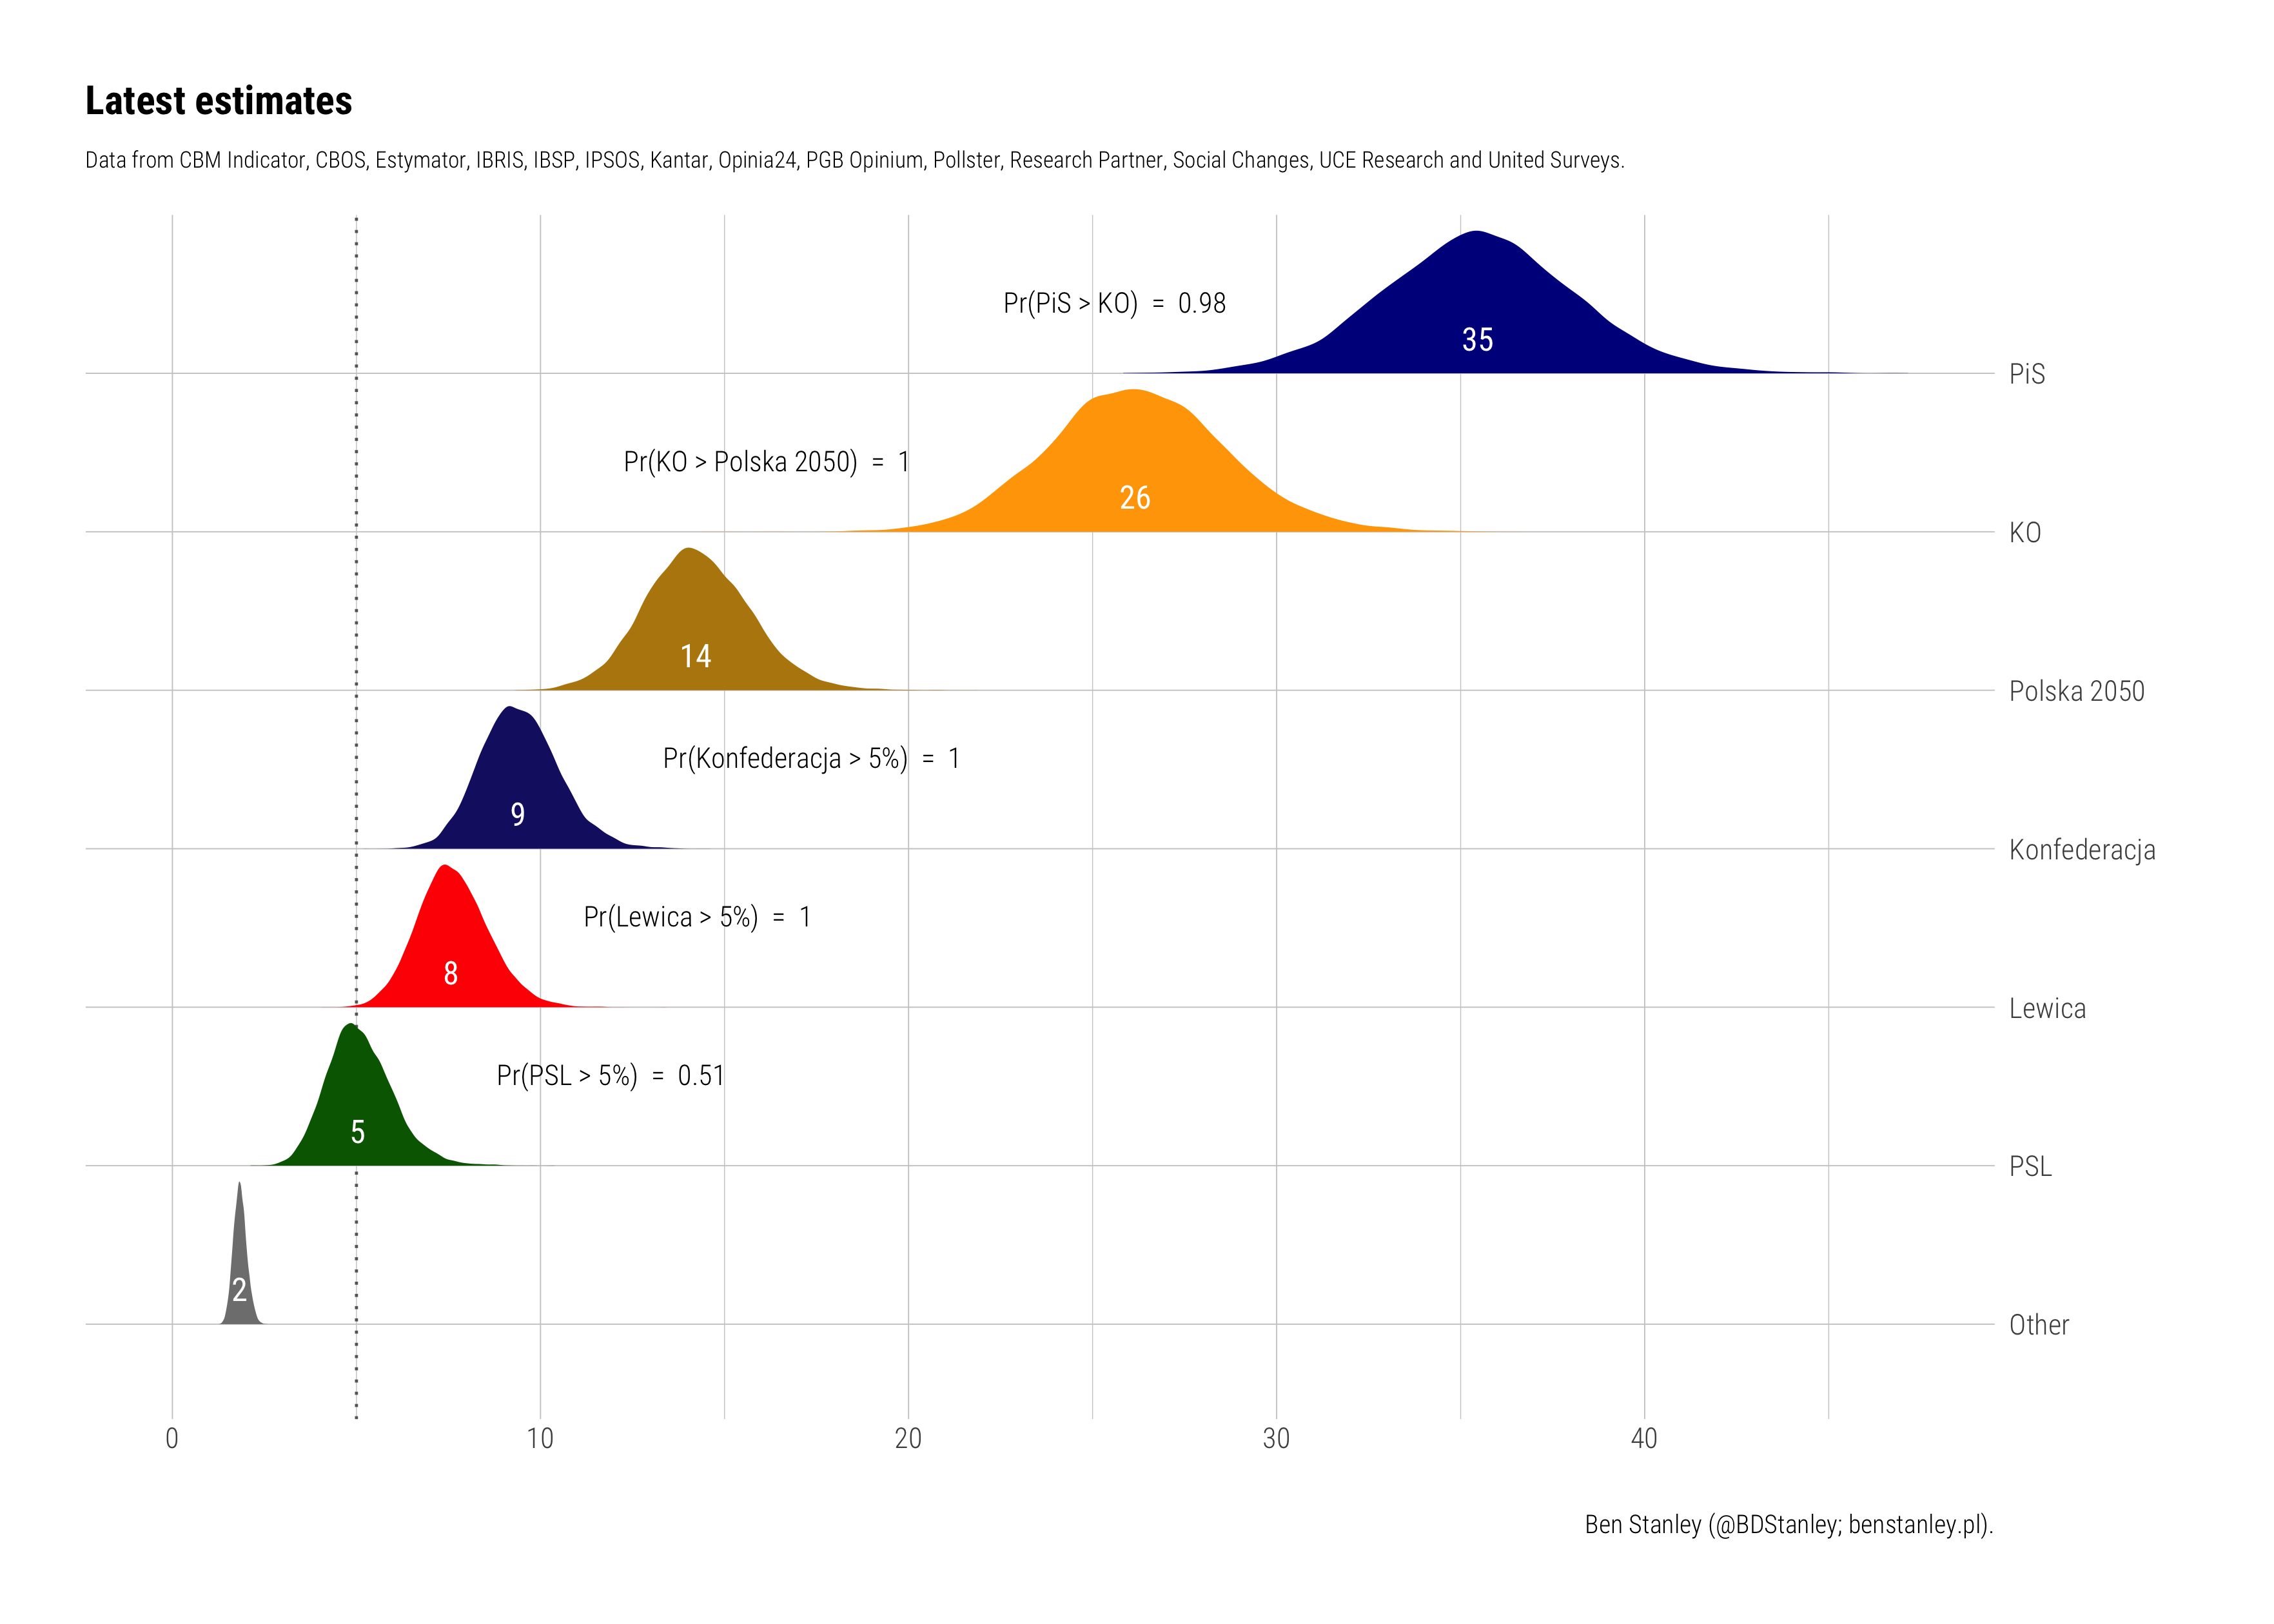 Latest estimates
Data from CBM Indicator, CBOS, Estymator, IBRIS, IBSP, IPSOS, Kantar, Opinia24, PGB Opinium, Pollster, Research Partner, Social Changes, UCE Research and United Surveys.
Pr(PiS > KO) = 0.98
35
PiS
Pr(KO > Polska 2050) = 1
26
KO
14
Polska 2050
Pr(Konfederacja > 5%) = 1
9
Konfederacja
Pr(Lewica > 5%) = 1
8
Lewica
Pr(PSL > 5%) = 0.51
5
PSL
2
Other
0 10 20 30 40
Ben Stanley (@BDStanley; benstanley.pl).